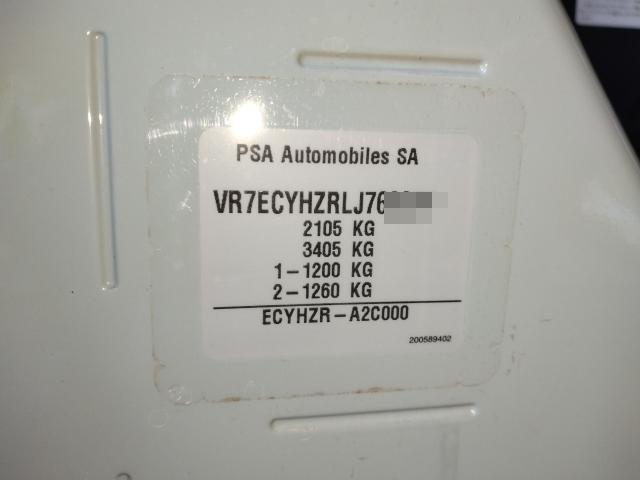 PSA Automobiles SA
VR7ECYHZRLJ76
2105 KG
3405 KG
1-1200 KG
2-1260 KG
ECYHZR-A2C000
200589402